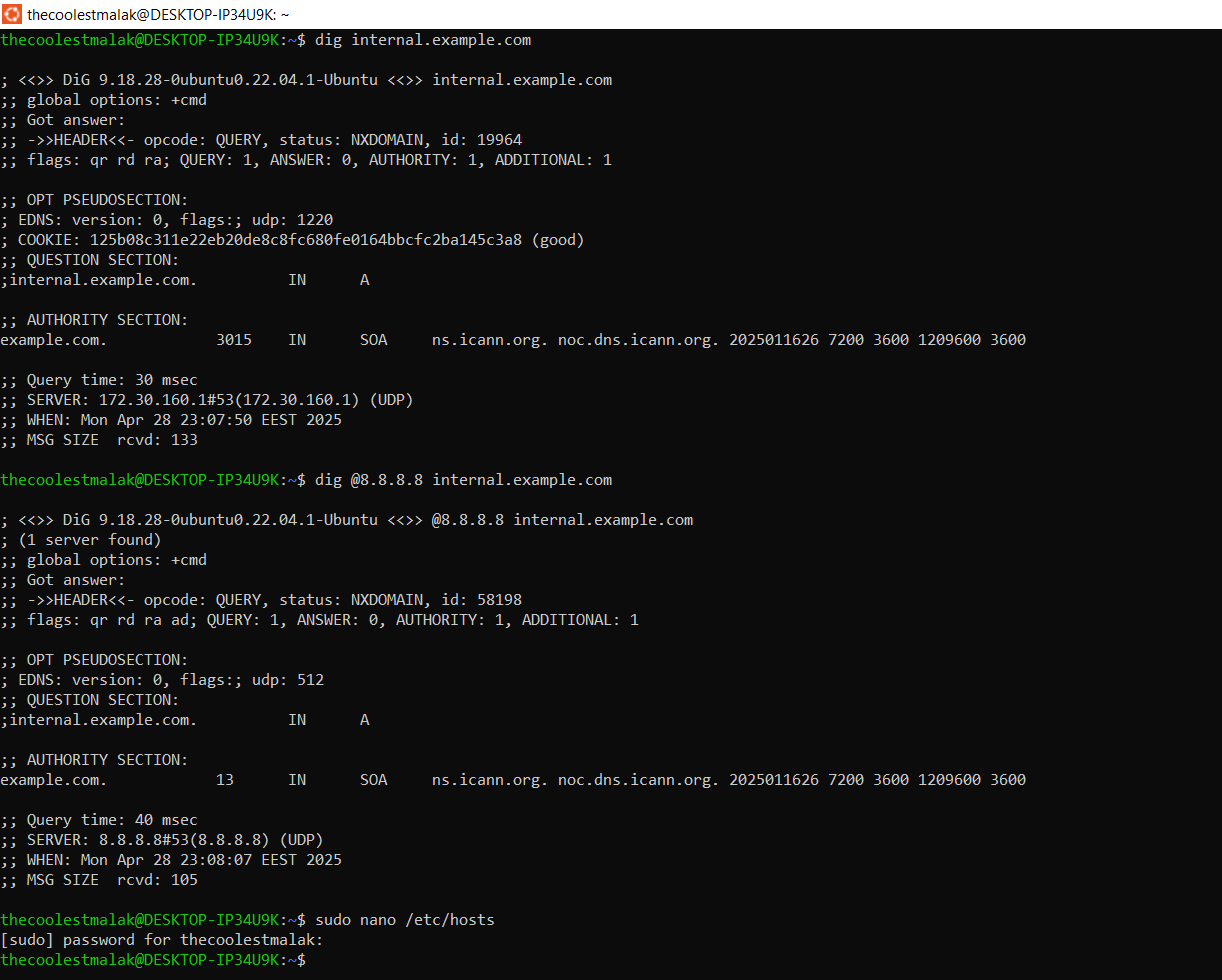 thecoolestmalak@DESKTOP-IP34U9K: ~
thecoolestmalak@DESKTOP-IP34U9K:~$ dig internal.example.com
; <<>> DiG 9.18.28-0ubuntu0.22.04.1-Ubuntu <<>> internal.example.com
;; global options: +cmd
;; Got answer:
;; ->>HEADER<<- opcode: QUERY, status: NXDOMAIN, id: 19964
;; flags: qr rd ra; QUERY: 1, ANSWER: 0, AUTHORITY: 1, ADDITIONAL: 1
;; OPT PSEUDOSECTION:
; EDNS: version: 0, flags:; udp: 1220
; COOKIE: 125b08c311e22eb20de8c8fc680fe0164bbcfc2ba145c3a8 (good)
;; QUESTION SECTION:
;internal.example.com. IN A
;; AUTHORITY SECTION:
example.com. 3015 IN SOA ns.icann.org. noc.dns.icann.org. 2025011626 7200 3600 1209600 3600
;; Query time: 30 msec
;; SERVER: 172.30.160.1#53(172.30.160.1) (UDP)
;; WHEN: Mon Apr 28 23:07:50 EEST 2025
;; MSG SIZE rcvd: 133
thecoolestmalak@DESKTOP-IP34U9K:~$ dig @8.8.8.8 internal.example.com
; <<>> DiG 9.18.28-0ubuntu0.22.04.1-Ubuntu <<>> @8.8.8.8 internal.example.com
; (1 server found)
;; global options: +cmd
;; Got answer:
;; ->>HEADER<<- opcode: QUERY, status: NXDOMAIN, id: 58198
;; flags: qr rd ra ad; QUERY: 1, ANSWER: 0, AUTHORITY: 1, ADDITIONAL: 1
;; OPT PSEUDOSECTION:
; EDNS: version: 0, flags:; udp: 512
;; QUESTION SECTION:
;internal.example.com. IN A
;; AUTHORITY SECTION:
example.com. 13 IN SOA ns.icann.org. noc.dns.icann.org. 2025011626 7200 3600 1209600 3600
;; Query time: 40 msec
;; SERVER: 8.8.8.8#53(8.8.8.8) (UDP)
;; WHEN: Mon Apr 28 23:08:07 EEST 2025
;; MSG SIZE rcvd: 105
thecoolestmalak@DESKTOP-IP34U9K:~$ sudo nano /etc/hosts
[sudo] password for thecoolestmalak:
thecoolestmalak@DESKTOP-IP34U9K:~$